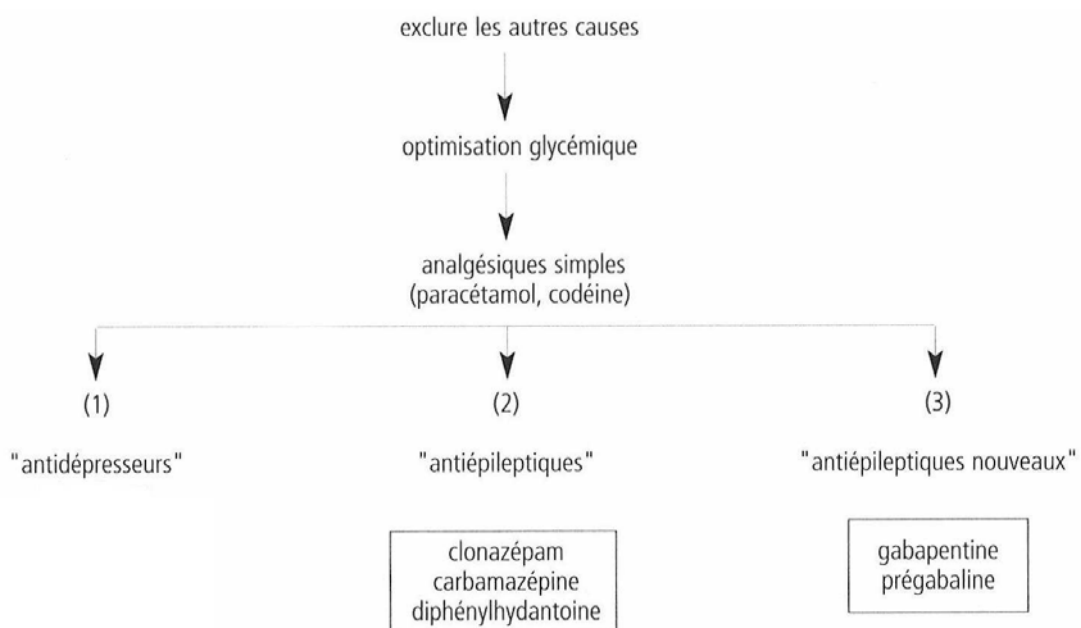 exclure les autres causes
optimisation glycémique
analgésiques simples
(paracétamol, codéine)
(1)
(2)
(3)
"antidépresseurs"
"antiépileptiques"
"antiépileptiques nouveaux"
clonazépam
carbamazépine
diphénylhydantoine
gabapentine
prégabaline